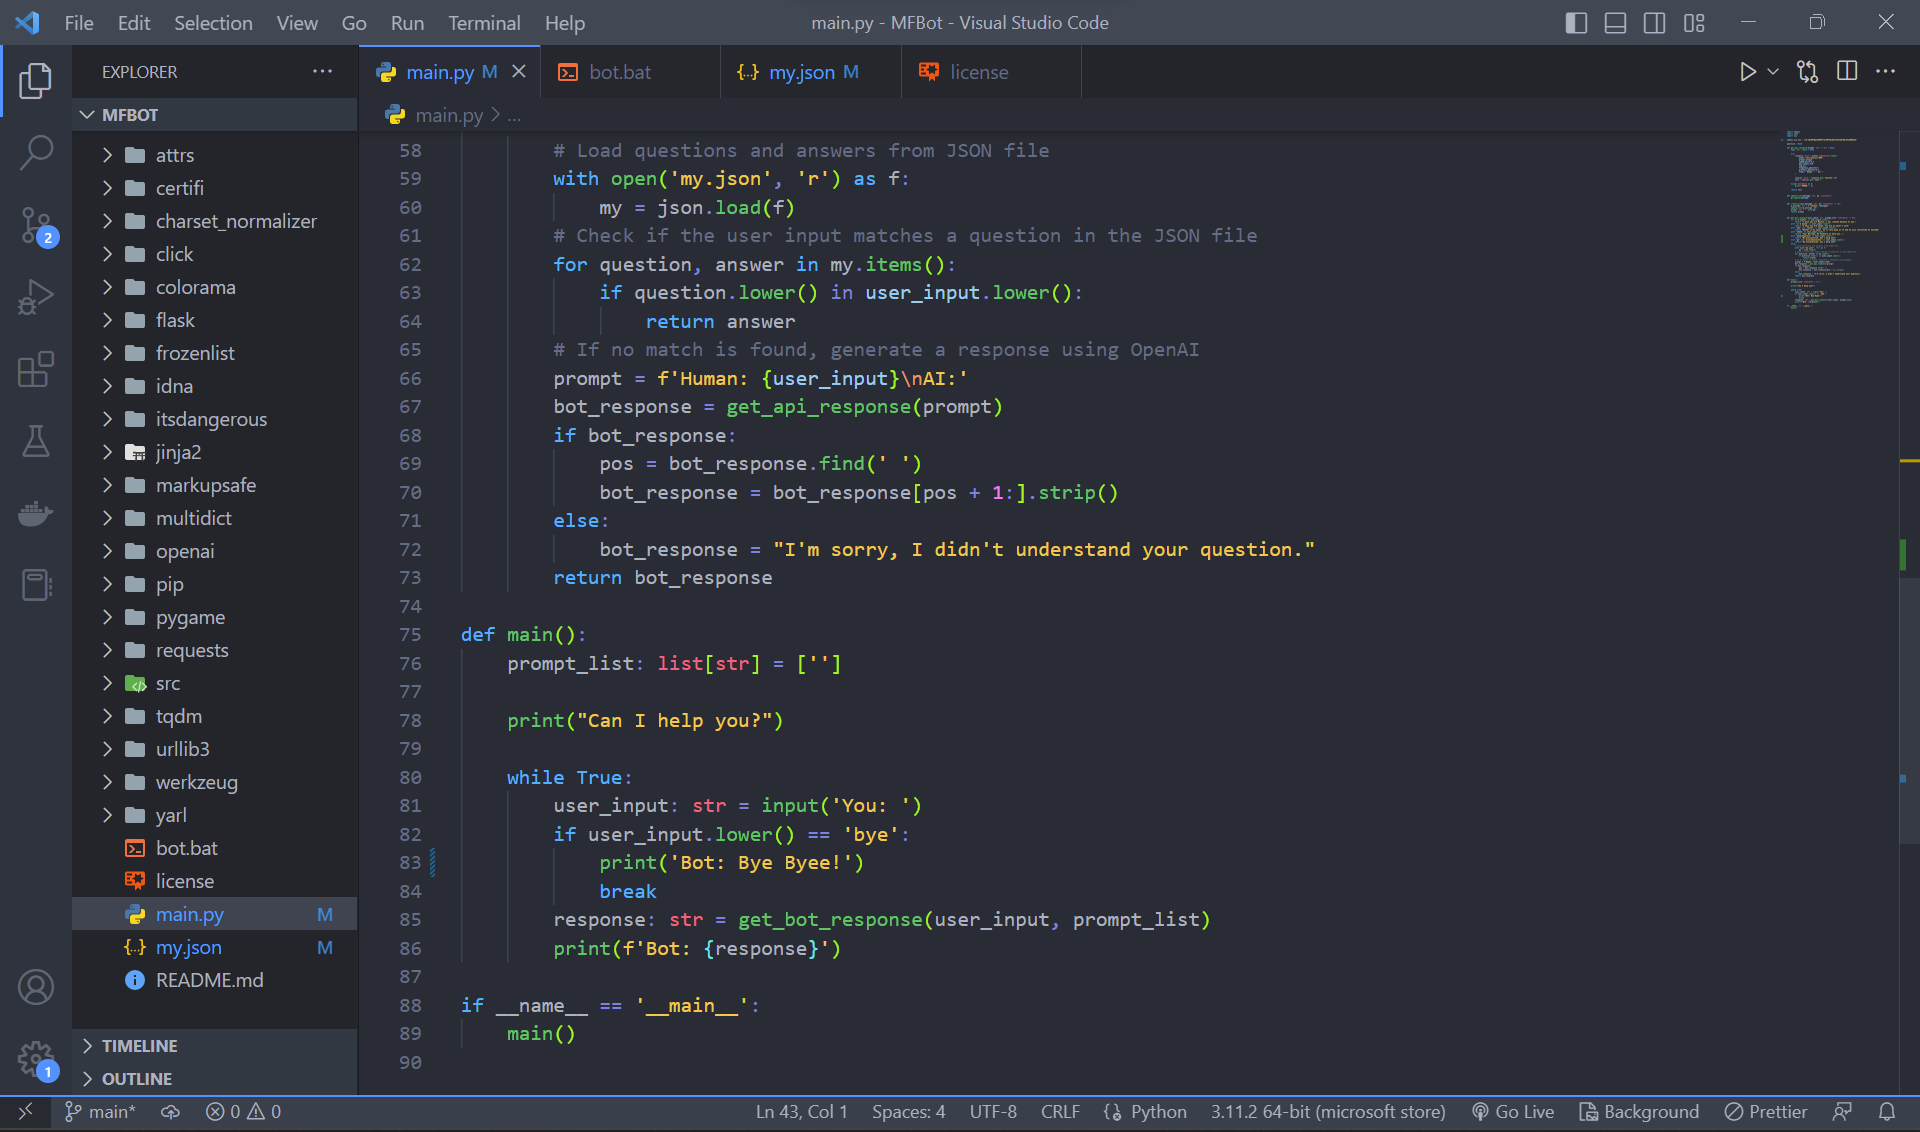 File Edit Selection View Go Run Terminal Help
main.py - MFBot - Visual Studio Code
EXPLORER
main.py M
bot.bat
{..} my.json M
license
MFBOT
main.py > ...
attrs
certifi
charset_normalizer
click
colorama
flask
frozenlist
idna
itsdangerous
jinja2
markupsafe
multidict
openai
pip
pygame
requests
src
tqdm
urllib3
werkzeug
yarl
bot.bat
license
main.py M
{..} my.json M
README.md
TIMELINE
OUTLINE
2
1
58 # Load questions and answers from JSON file
59 with open('my.json', 'r') as f:
60 my = json.load(f)
61 # Check if the user input matches a question in the JSON file
62 for question, answer in my.items():
63 if question.lower() in user_input.lower():
64 return answer
65 # If no match is found, generate a response using OpenAI
66 prompt = f'Human: {user_input}\nAI:'
67 bot_response = get_api_response(prompt)
68 if bot_response:
69 pos = bot_response.find(' ')
70 bot_response = bot_response[pos + 1:].strip()
71 else:
72 bot_response = "I'm sorry, I didn't understand your question."
73 return bot_response
74
75 def main():
76 prompt_list: list[str] = ['']
77
78 print("Can I help you?")
79
80 while True:
81 user_input: str = input('You: ')
82 if user_input.lower() == 'bye':
83 print('Bot: Bye Byee!')
84 break
85 response: str = get_bot_response(user_input, prompt_list)
86 print(f'Bot: {response}')
87
88 if __name__ == '__main__':
89 main()
90
main* 0 0 Ln 43, Col 1 Spaces: 4 UTF-8 CRLF Python 3.11.2 64-bit (microsoft store) Go Live Background Prettier